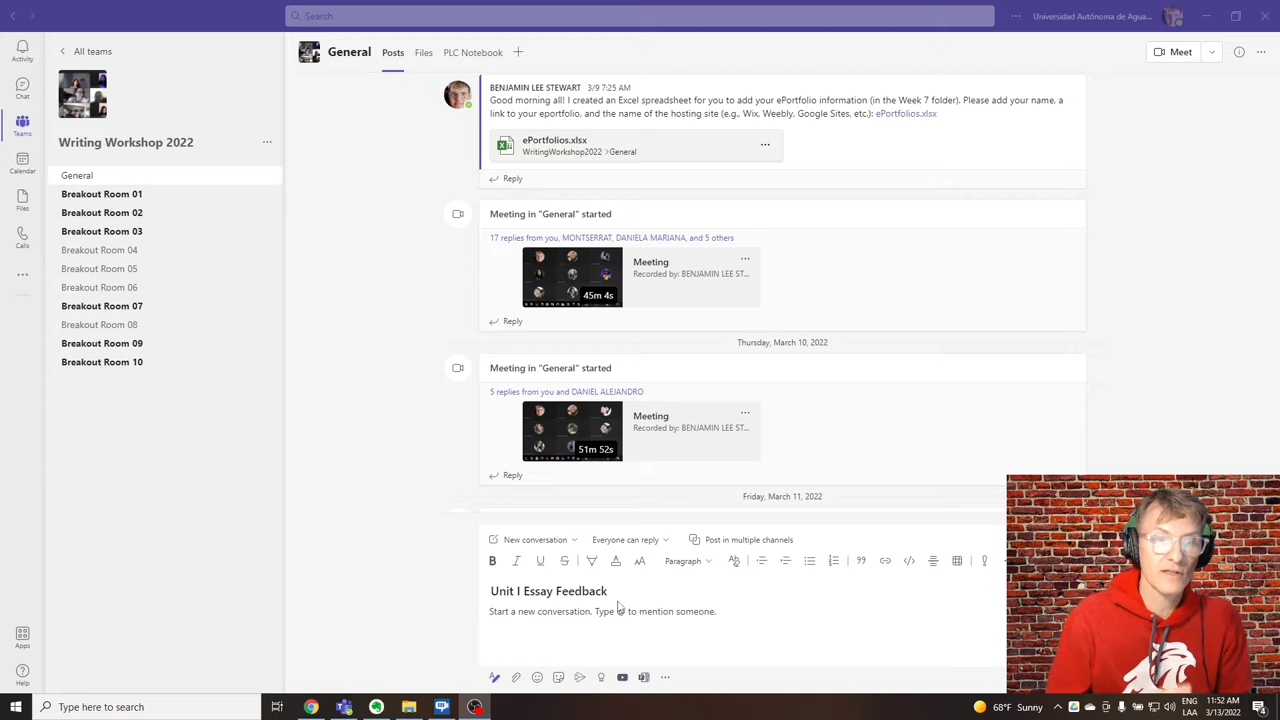 Search
Universidad Autónoma de Agua...
Activity
Chat
Teams
Calendar
Files
Calls
Apps
Help
All teams
Writing Workshop 2022
General
Breakout Room 01
Breakout Room 02
Breakout Room 03
Breakout Room 04
Breakout Room 05
Breakout Room 06
Breakout Room 07
Breakout Room 08
Breakout Room 09
Breakout Room 10
General Posts Files PLC Notebook
Meet
BENJAMIN LEE STEWART 3/9 7:25 AM
Good morning all! I created an Excel spreadsheet for you to add your ePortfolio information (in the Week 7 folder). Please add your name, a
link to your eportfolio, and the name of the hosting site (e.g., Wix, Weebly, Google Sites, etc.): ePortfolios.xlsx
ePortfolios.xlsx
WritingWorkshop2022 > General
Reply
Meeting in "General" started
17 replies from you, MONTSERRAT, DANIELA MARIANA, and 5 others
Meeting
Recorded by: BENJAMIN LEE ST...
45m 4s
Reply
Thursday, March 10, 2022
Meeting in "General" started
5 replies from you and DANIEL ALEJANDRO
Meeting
Recorded by: BENJAMIN LEE ST...
51m 52s
Reply
Friday, March 11, 2022
New conversation Everyone can reply Post in multiple channels
Paragraph
Unit I Essay Feedback
Start a new conversation. Type to mention someone.
Type here to search
68°F Sunny
ENG
LAA
11:52 AM
3/13/2022
4